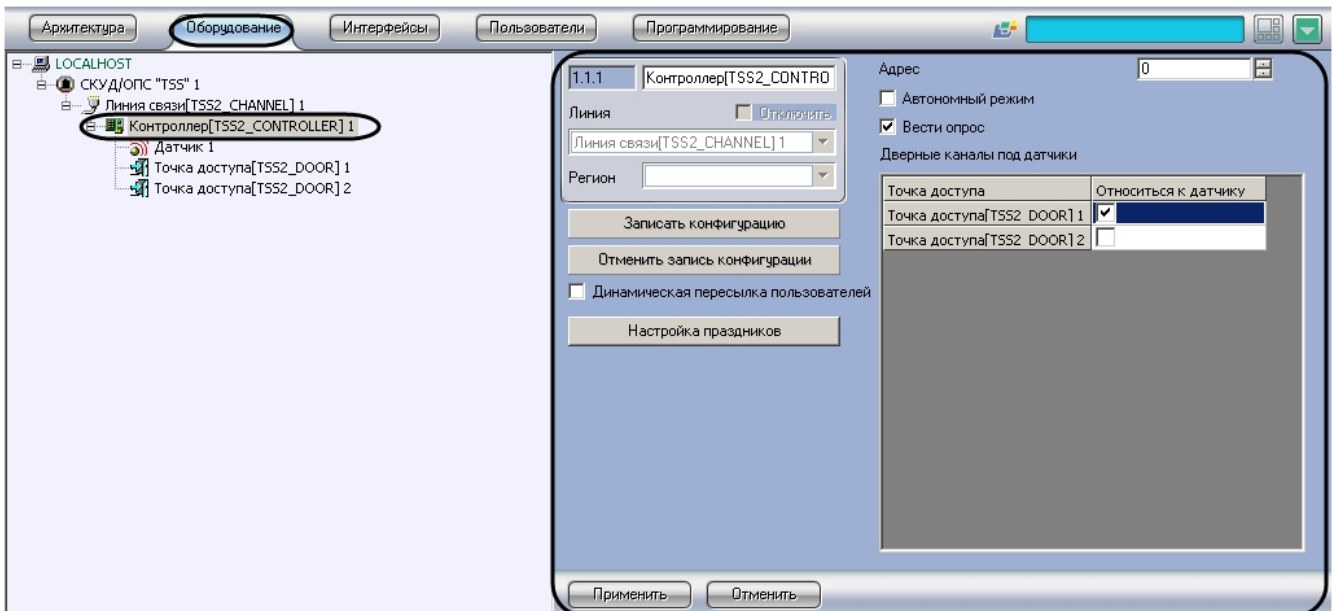 Архитектура
Оборудование
Интерфейсы
Пользователи
Программирование
LOCALHOST
СКУД/ОПС "TSS" 1
Линия связи[TSS2_CHANNEL] 1
Контроллер[TSS2_CONTROLLER] 1
Датчик 1
Точка доступа[TSS2_DOOR] 1
Точка доступа[TSS2_DOOR] 2
1.1.1
Контроллер[TSS2_CONTRO
Линия
Отключить
Линия связи[TSS2_CHANNEL] 1
Регион
Записать конфигурацию
Отменить запись конфигурации
Динамическая пересылка пользователей
Настройка праздников
Адрес
0
Автономный режим
Вести опрос
Дверные каналы под датчики
Точка доступа
Относиться к датчику
Точка доступа[TSS2_DOOR] 1
Точка доступа[TSS2_DOOR] 2
Применить
Отменить